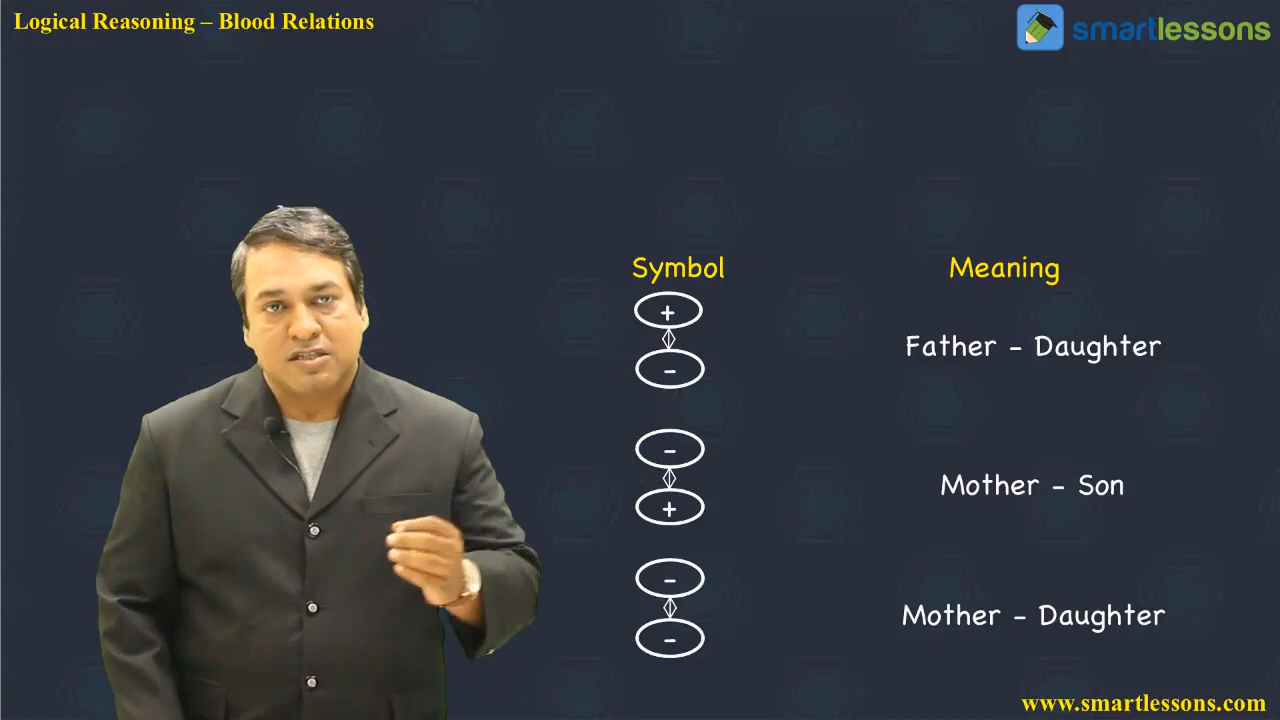 Logical Reasoning – Blood Relations
smartlessons
Symbol Meaning
+
-
Father - Daughter
-
+
Mother - Son
-
-
Mother - Daughter
www.smartlessons.com